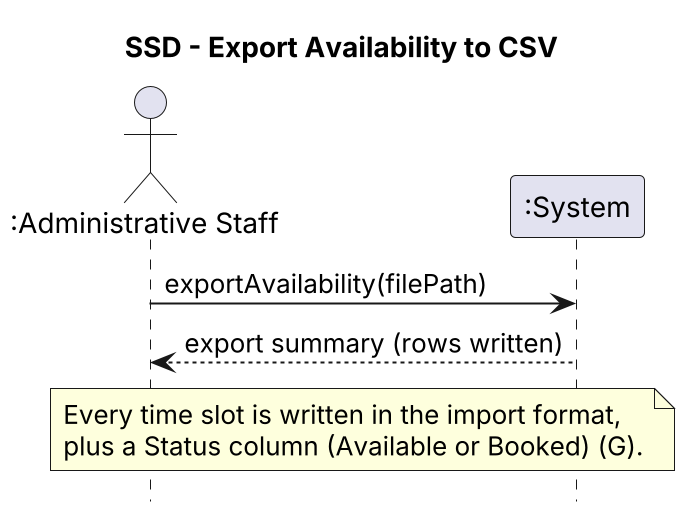 SSD - Export Availability to CSV
:Administrative Staff
:System
exportAvailability(filePath)
export summary (rows written)
Every time slot is written in the import format,
plus a Status column (Available or Booked) (G).